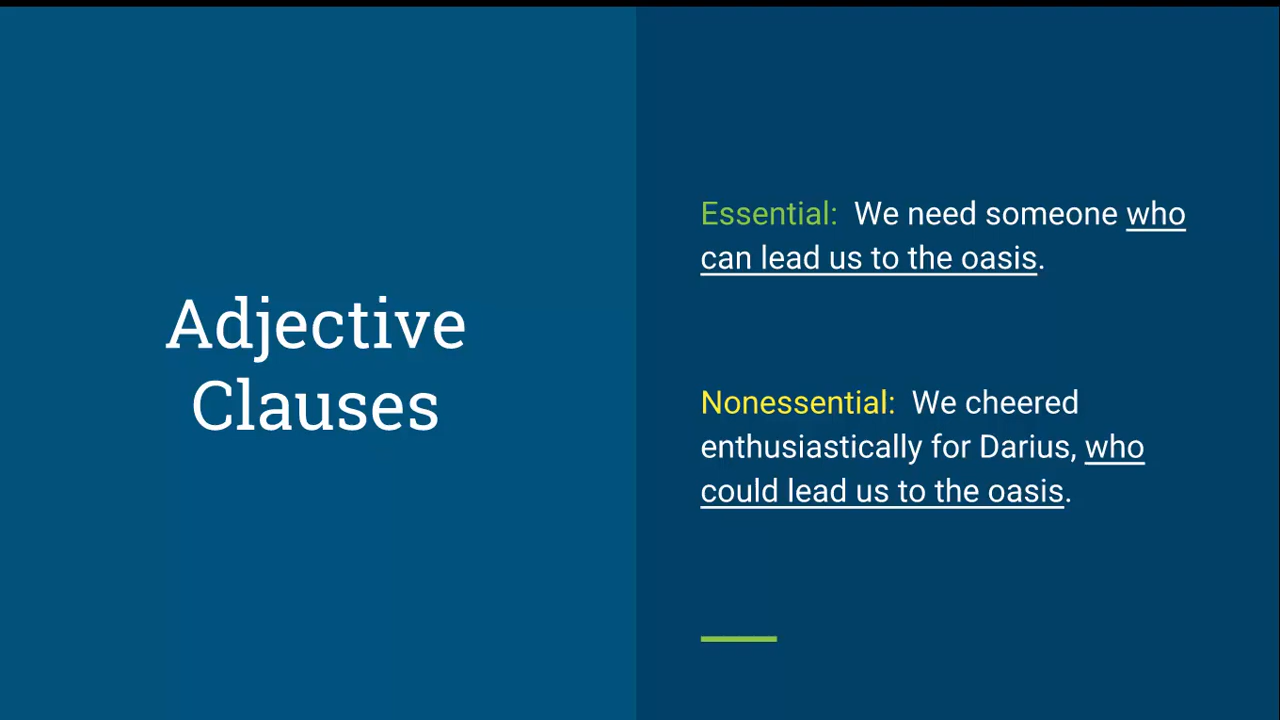 Adjective
Clauses
Essential: We need someone who
can lead us to the oasis.
Nonessential: We cheered
enthusiastically for Darius, who
could lead us to the oasis.